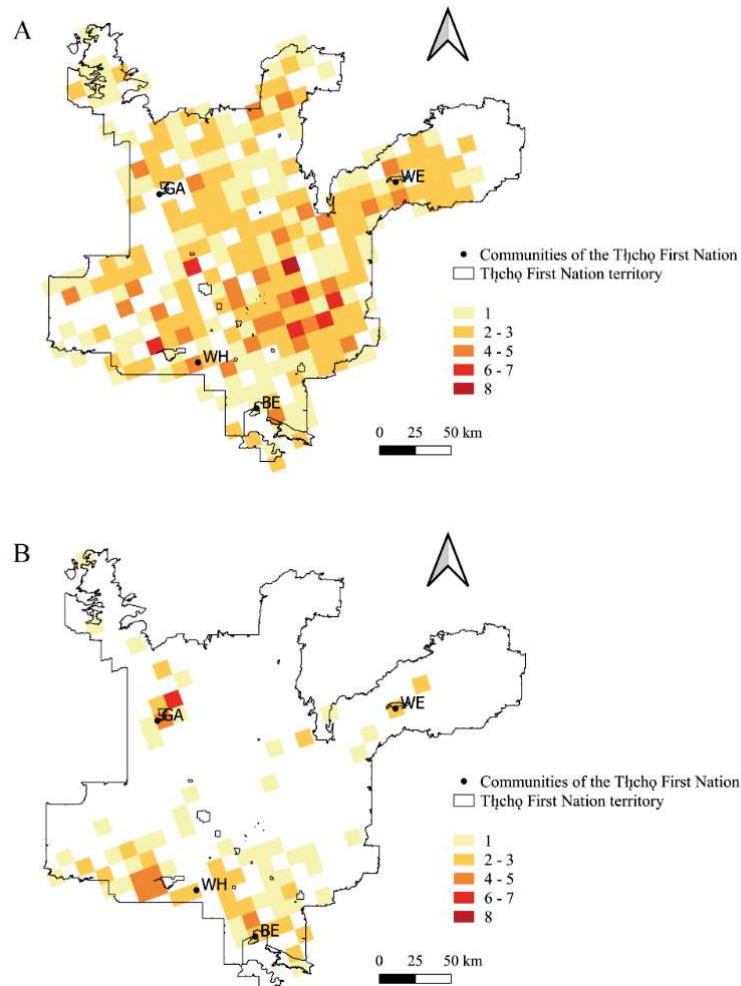 A
GA
WE
WH
BE
Communities of the Tłı̨chǫ First Nation
Tłı̨chǫ First Nation territory
1
2 - 3
4 - 5
6 - 7
8
0 25 50 km
B
GA
WE
WH
BE
Communities of the Tłı̨chǫ First Nation
Tłı̨chǫ First Nation territory
1
2 - 3
4 - 5
6 - 7
8
0 25 50 km